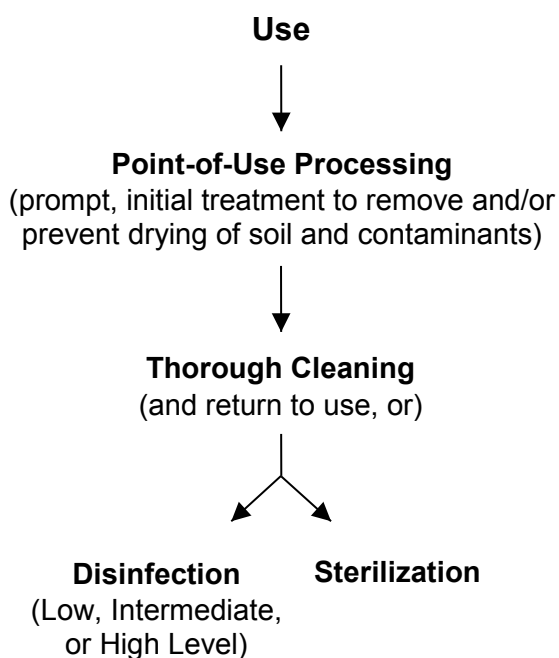 Use
Point-of-Use Processing
(prompt, initial treatment to remove and/or
prevent drying of soil and contaminants)
Thorough Cleaning
(and return to use, or)
Disinfection
(Low, Intermediate,
or High Level)
Sterilization